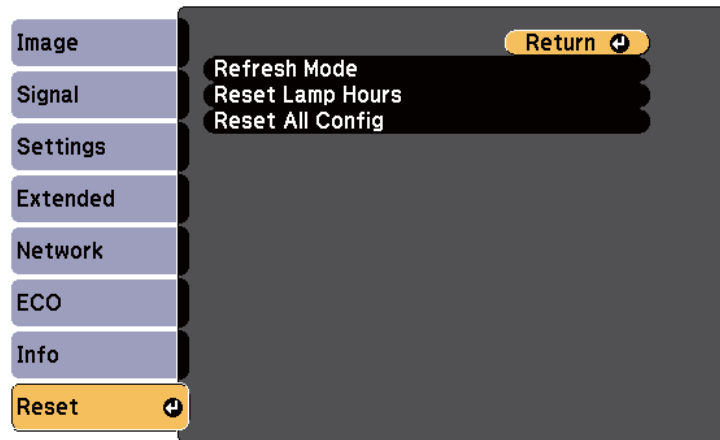 Image
Signal
Settings
Extended
Network
ECO
Info
Reset
Return
Refresh Mode
Reset Lamp Hours
Reset All Config